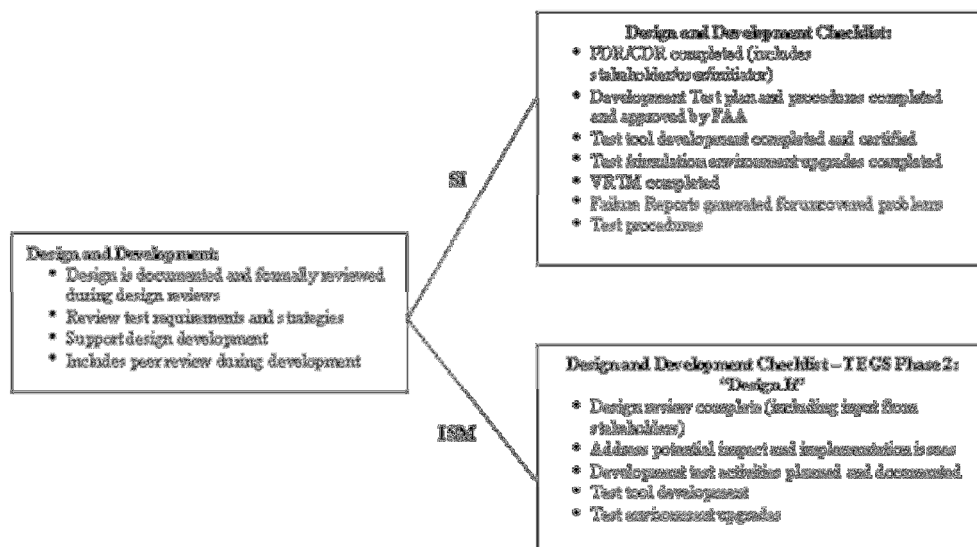 Design and Development Checklist:
* PDR/CDR completed (includes
stakeholder/user/initiator)
* Development Test plan and procedures completed
and approved by FAA
* Test tool development completed and certified
* Test /simulation environment upgrades completed
* VRTM completed
* Failure Reports generated for uncovered problems
* Test procedures
SI
Design and Development:
* Design is documented and formally reviewed
during design reviews
* Review test requirements and strategies
* Support design development
* Includes peer review during development
ISM
Design and Development Checklist – TEGS Phase 2:
“Design It”
* Design review complete (including input from
stakeholders)
* Address potential impact and implementation issues
* Development test activities planned and documented
* Test tool development
* Test environment upgrades